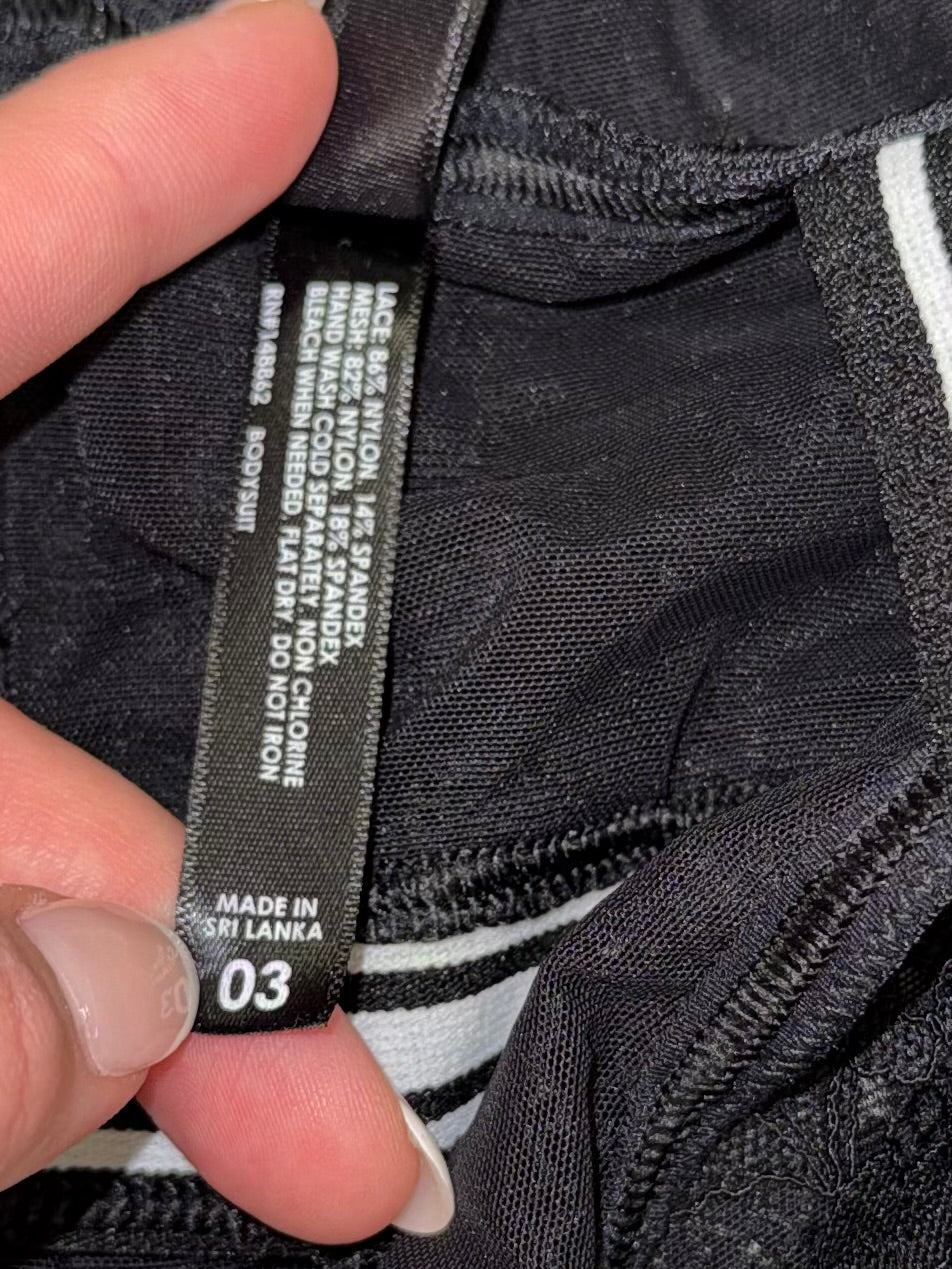 LACE: 86% NYLON, 14% SPANDEX
MESH: 82% NYLON, 18% SPANDEX
HAND WASH COLD SEPARATELY. NON CHLORINE
BLEACH WHEN NEEDED. FLAT DRY. DO NOT IRON
RN#148662 BODYSUIT
MADE IN
SRI LANKA
03